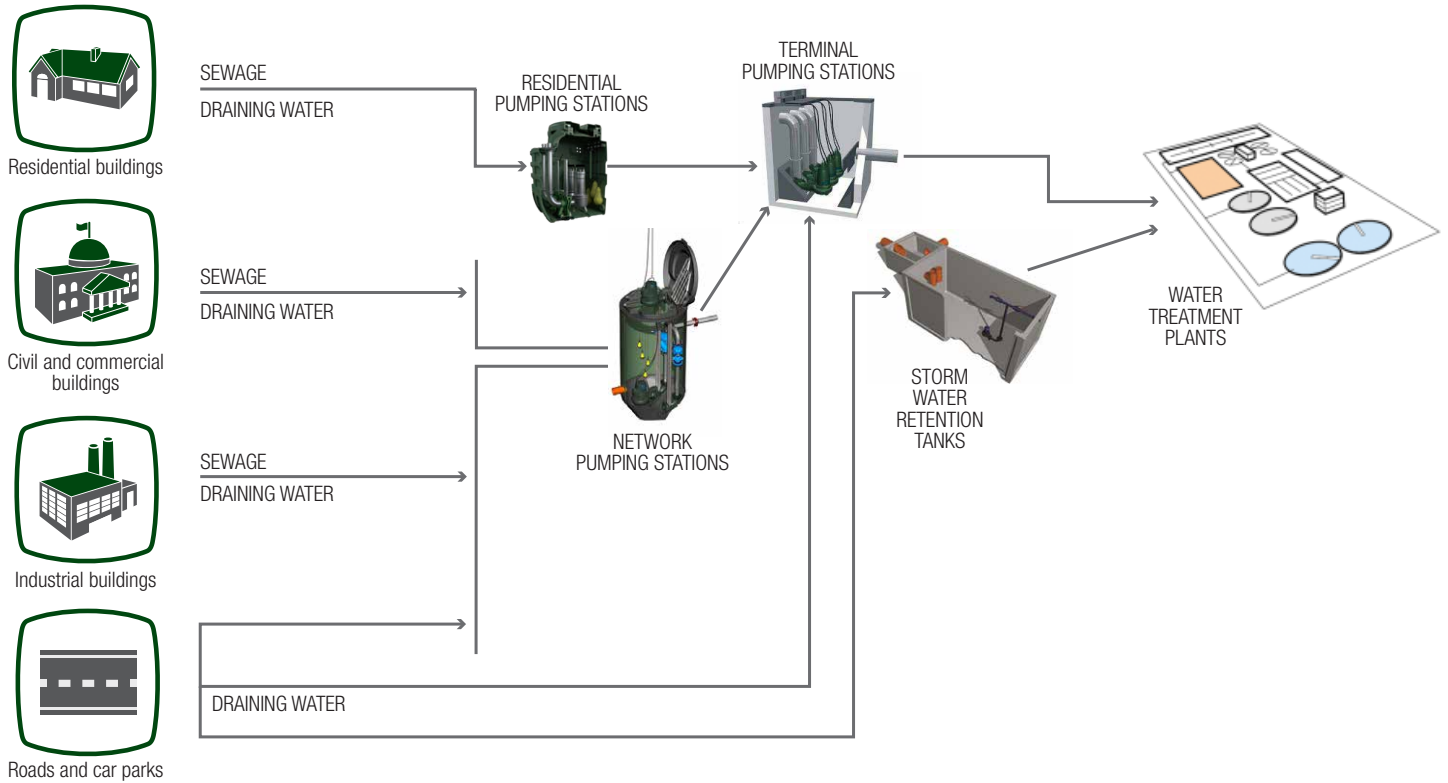 SEWAGE
DRAINING WATER
Residential buildings
RESIDENTIAL
PUMPING STATIONS
TERMINAL
PUMPING STATIONS
SEWAGE
DRAINING WATER
Civil and commercial
buildings
NETWORK
PUMPING STATIONS
STORM
WATER
RETENTION
TANKS
WATER
TREATMENT
PLANTS
SEWAGE
DRAINING WATER
Industrial buildings
DRAINING WATER
Roads and car parks